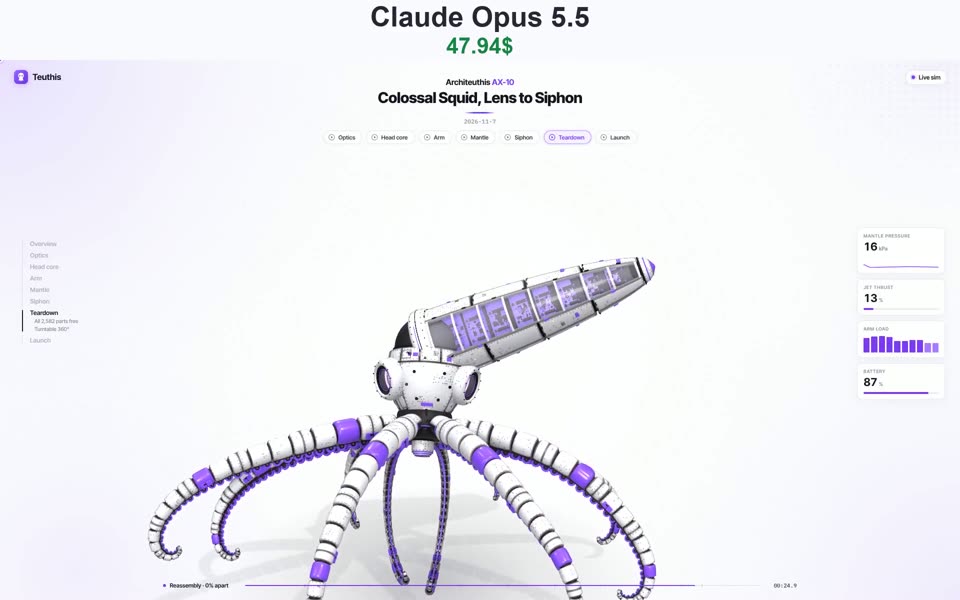 Claude Opus 5.5
47.94$
Teuthis
Architeuthis AX-10
Live sim
Colossal Squid, Lens to Siphon
2026-11-7
Optics
Head core
Arm
Mantle
Siphon
Teardown
Launch
Overview
Optics
Head core
Arm
Mantle
Siphon
Teardown
All 2,582 parts free
Turntable 360°
Launch
MANTLE PRESSURE
16 kPa
JET THRUST
13 %
ARM LOAD
BATTERY
87 %
Reassembly · 0% apart
00:24.9